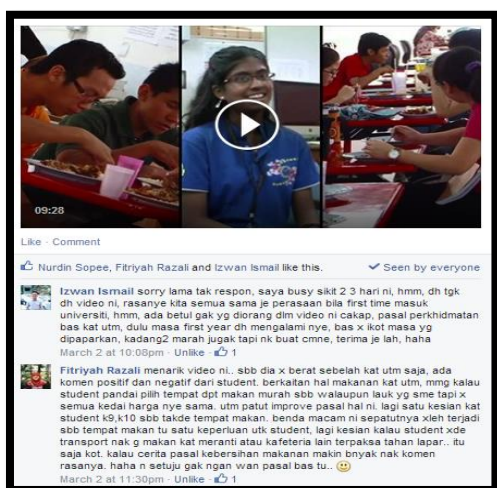 09:28
Like · Comment
Nurdin Sopee, Fitriyah Razali and Izwan Ismail like this. ✓ Seen by everyone
Izwan Ismail sorry lama tak respon, saya busy sikit 2 3 hari ni, hmm, dh tgk
dh video ni, rasanye kita semua sama je perasaan bila first time masuk
universiti, hmm, ada betul gak yg diorang dlm video ni cakap, pasal perkhidmatan
bas kat utm, dulu masa first year dh mengalami nye, bas x ikot masa yg
dipaparkan, kadang2 marah jugak tapi nk buat cmne, terima je lah, haha
March 2 at 10:08pm · Unlike · 1
Fitriyah Razali menarik video ni.. sbb dia x berat sebelah kat utm saja, ada
komen positif dan negatif dari student. berkaitan hal makanan kat utm, mmg kalau
student pandai pilih tempat dpt makan murah sbb walaupun lauk yg sme tapi x
semua kedai harga nye sama. utm patut improve pasal hal ni. lagi satu kesian kat
student k9,k10 sbb takde tempat makan. benda macam ni sepatutnya xleh terjadi
sbb tempat makan tu satu keperluan utk student, lagi kesian kalau student xde
transport nak g makan kat meranti atau kafeteria lain terpaksa tahan lapar.. itu
saja kot. kalau cerita pasal kebersihan makanan makin bnyak nak komen
rasanya. haha n setuju gak ngan wan pasal bas tu.. 🙂
March 2 at 11:30pm · Unlike · 1